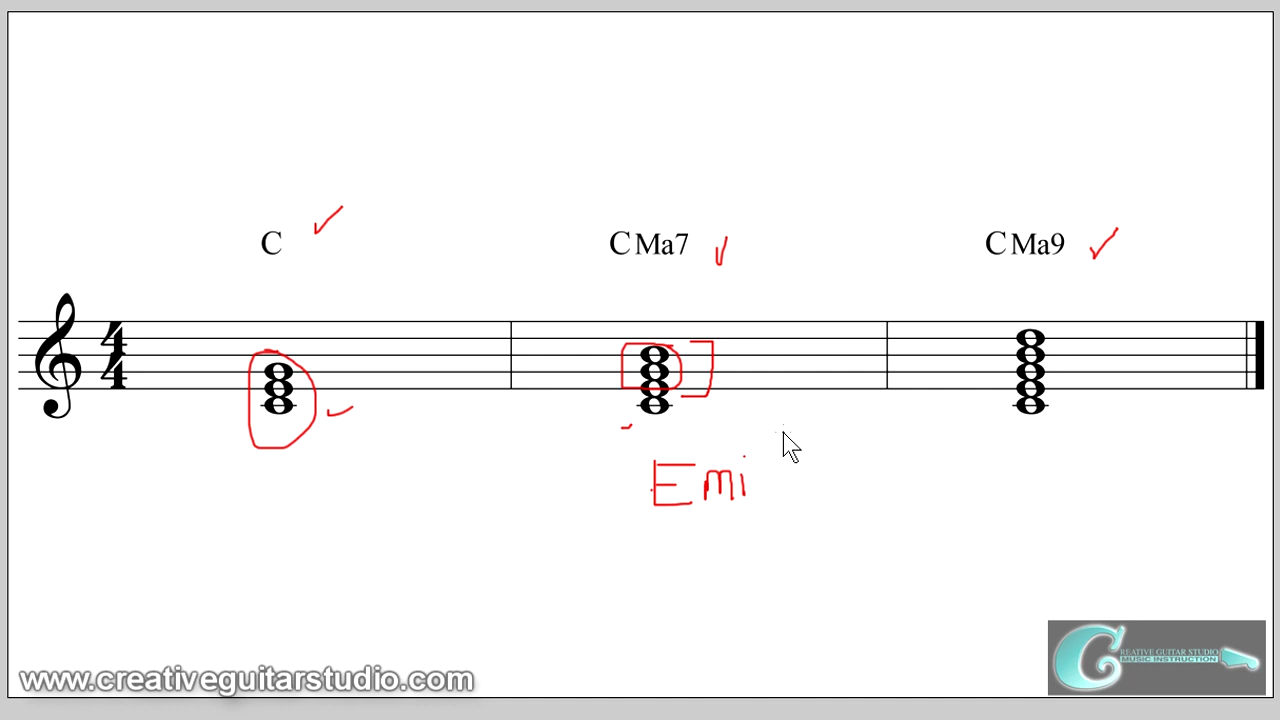 C CMa7 CMa9
4
4
Emi
CREATIVE GUITAR STUDIO
MUSIC INSTRUCTION
www.creativeguitarstudio.com